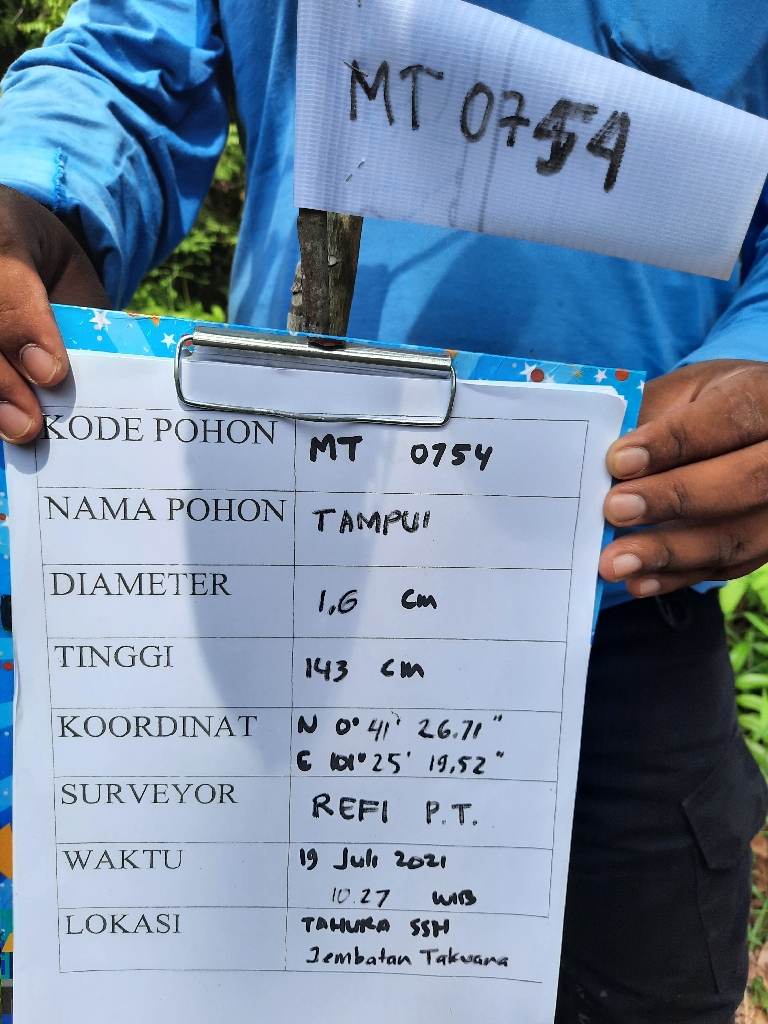 MT 0754
KODE POHON MT 0754
NAMA POHON TAMPUI
DIAMETER 1,6 cm
TINGGI 143 cm
KOORDINAT N 0° 41' 26.71"
E 101° 25' 19,52"
SURVEYOR REFI P.T.
WAKTU 19 Juli 2021
10.27 WIB
LOKASI TAHURA SSH
Jembatan Takuana